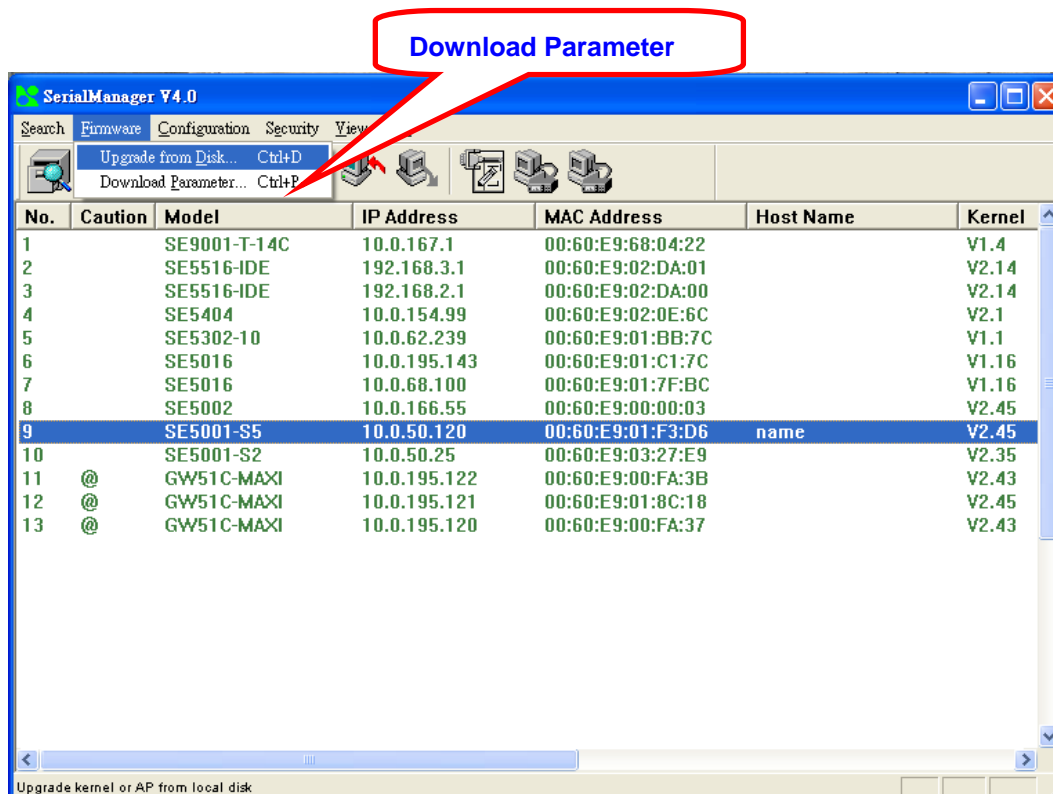 Download Parameter
SerialManager V4.0
Search Firmware Configuration Security View
Upgrade from Disk... Ctrl+D
Download Parameter... Ctrl+P
No. Caution Model IP Address MAC Address Host Name Kernel
1 SE9001-T-14C 10.0.167.1 00:60:E9:68:04:22 V1.4
2 SE5516-IDE 192.168.3.1 00:60:E9:02:DA:01 V2.14
3 SE5516-IDE 192.168.2.1 00:60:E9:02:DA:00 V2.14
4 SE5404 10.0.154.99 00:60:E9:02:0E:6C V2.1
5 SE5302-10 10.0.62.239 00:60:E9:01:BB:7C V1.1
6 SE5016 10.0.195.143 00:60:E9:01:C1:7C V1.16
7 SE5016 10.0.68.100 00:60:E9:01:7F:BC V1.16
8 SE5002 10.0.166.55 00:60:E9:00:00:03 V2.45
9 SE5001-S5 10.0.50.120 00:60:E9:01:F3:D6 name V2.45
10 SE5001-S2 10.0.50.25 00:60:E9:03:27:E9 V2.35
11 @ GW51C-MAXI 10.0.195.122 00:60:E9:00:FA:3B V2.43
12 @ GW51C-MAXI 10.0.195.121 00:60:E9:01:8C:18 V2.45
13 @ GW51C-MAXI 10.0.195.120 00:60:E9:00:FA:37 V2.43
Upgrade kernel or AP from local disk